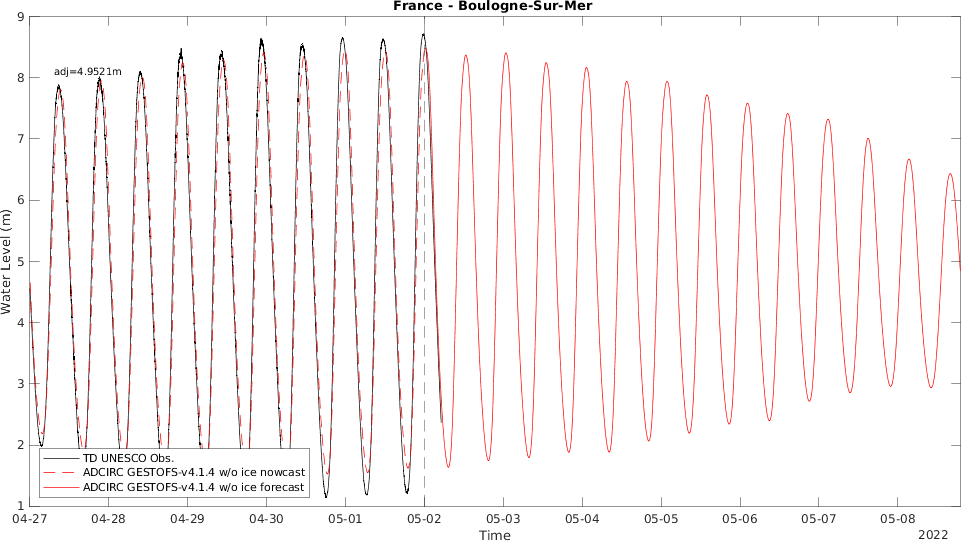 France - Boulogne-Sur-Mer
9
8
7
6
5
4
3
2
1
Water Level (m)
adj=4.9521m
TD UNESCO Obs.
ADCIRC GESTOFS-v4.1.4 w/o ice nowcast
ADCIRC GESTOFS-v4.1.4 w/o ice forecast
04-27 04-28 04-29 04-30 05-01 05-02 05-03 05-04 05-05 05-06 05-07 05-08
Time
2022